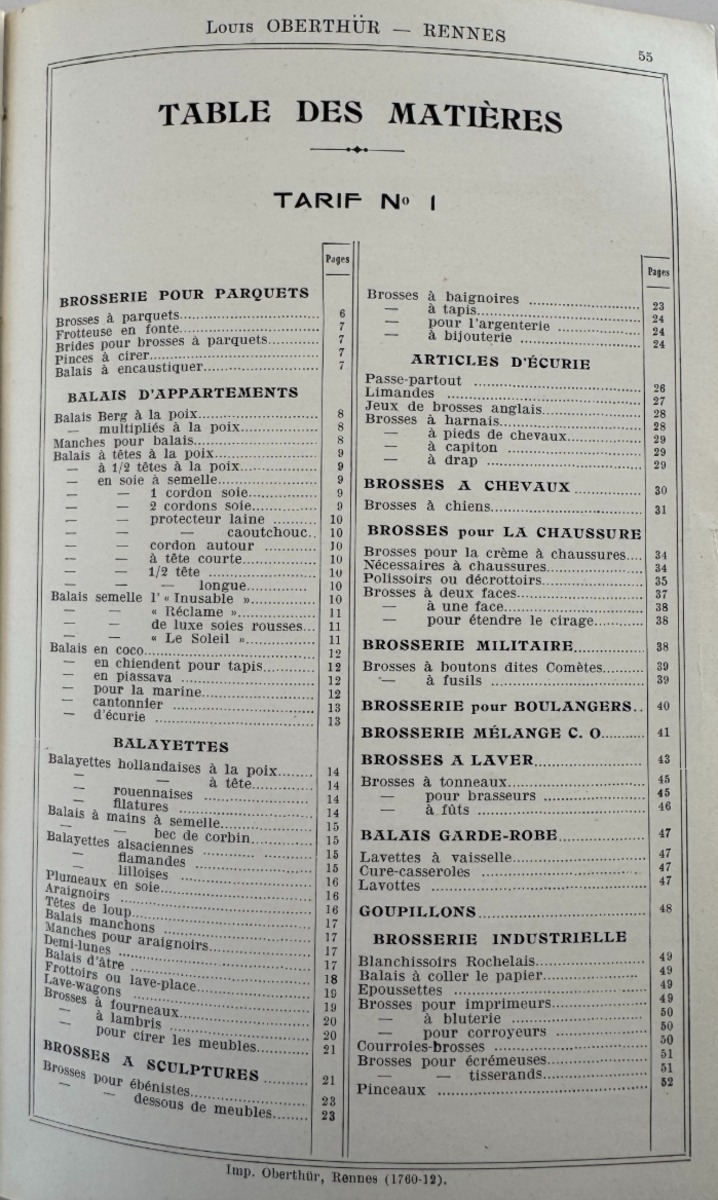 Louis OBERTHÜR — RENNES
55
TABLE DES MATIÈRES
TARIF No 1
Pages
BROSSERIE POUR PARQUETS
Brosses à parquets 6
Frotteuse en fonte 7
Brides pour brosses à parquets 7
Pinces à cirer 7
Balais à encaustiquer 7
BALAIS D'APPARTEMENTS
Balais Berg à la poix 8
— multipliés à la poix 8
Manches pour balais 8
Balais à têtes à la poix 9
— à 1/2 têtes à la poix 9
— en soie à semelle 9
— — 1 cordon soie 9
— — 2 cordons soie 9
— — protecteur laine 10
— — — caoutchouc 10
— — cordon autour 10
— — à tête courte 10
— — 1/2 tête 10
— — — longue 10
Balais semelle l' « Inusable » 10
— — « Réclame » 11
— — de luxe soies rousses 11
— — « Le Soleil » 11
Balais en coco 12
— en chiendent pour tapis 12
— en piassava 12
— pour la marine 12
— cantonnier 13
— d'écurie 13
BALAYETTES
Balayettes hollandaises à la poix 14
— — à tête 14
— rouennaises 14
— filatures 14
Balais à mains à semelle 15
— — bec de corbin 15
Balayettes alsaciennes 15
— flamandes 15
— lilloises 16
Plumeaux en soie 16
Araignoirs 16
Têtes de loup 17
Balais manchons 17
Manches pour araignoirs 17
Demi-lunes 18
Balais d'âtre 19
Frottoirs ou lave-place 19
Lave-wagons 20
Brosses à fourneaux 20
— à lambris 21
— pour cirer les meubles 21
BROSSES A SCULPTURES 21
Brosses pour ébénistes 23
— — dessous de meubles 23
Pages
Brosses à baignoires 23
— à tapis 24
— pour l'argenterie 24
— à bijouterie 24
ARTICLES D'ÉCURIE
Passe-partout 26
Limandes 27
Jeux de brosses anglais 28
Brosses à harnais 28
— à pieds de chevaux 29
— à capiton 29
— à drap 29
BROSSES A CHEVAUX 30
Brosses à chiens 31
BROSSES pour LA CHAUSSURE
Brosses pour la crème à chaussures 34
Nécessaires à chaussures 34
Polissoirs ou décrottoirs 35
Brosses à deux faces 37
— à une face 38
— pour étendre le cirage 38
BROSSERIE MILITAIRE 38
Brosses à boutons dites Comètes 39
— à fusils 39
BROSSERIE pour BOULANGERS 40
BROSSERIE MÉLANGE C. O. 41
BROSSES A LAVER 43
Brosses à tonneaux 45
— pour brasseurs 45
— à fûts 46
BALAIS GARDE-ROBE 47
Lavettes à vaisselle 47
Cure-casseroles 47
Lavottes 47
GOUPILLONS 48
BROSSERIE INDUSTRIELLE
Blanchissoirs Rochelais 49
Balais à coller le papier 49
Epoussettes 49
Brosses pour imprimeurs 49
— à bluterie 50
— pour corroyeurs 50
Courroies-brosses 50
Brosses pour écrémeuses 51
— — tisserands 51
Pinceaux 52
Imp. Oberthür, Rennes (1760-12).